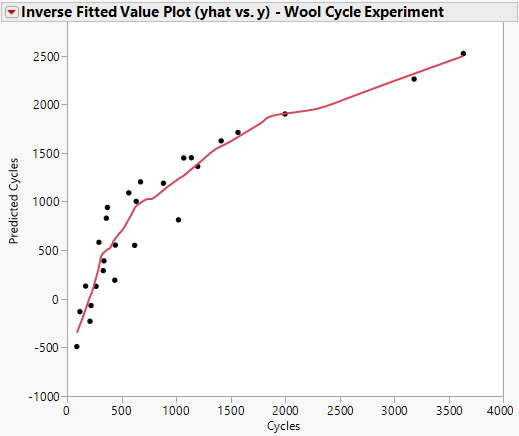 Inverse Fitted Value Plot (yhat vs. y) - Wool Cycle Experiment
2500
2000
1500
1000
500
0
-500
-1000
Predicted Cycles
0 500 1000 1500 2000 2500 3000 3500 4000
Cycles